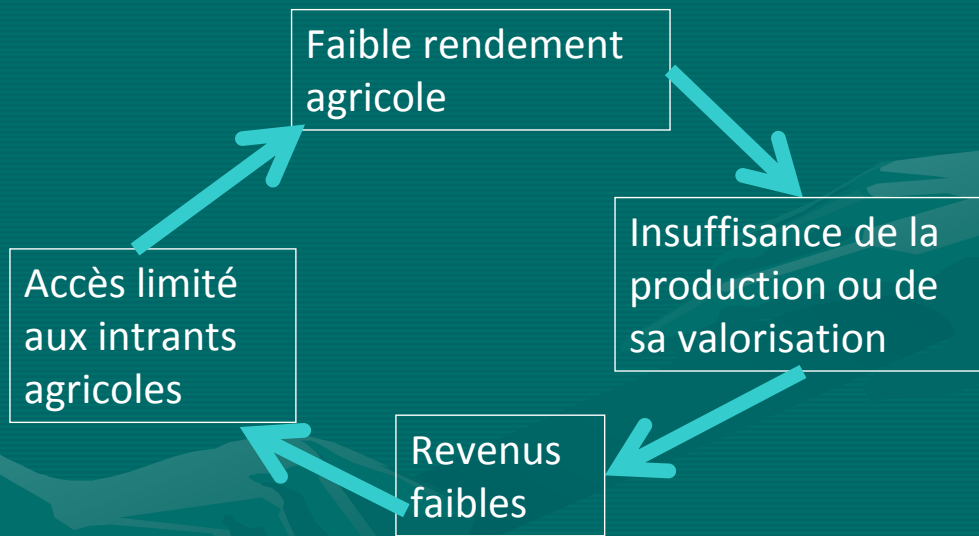 Faible rendement
agricole
Insuffisance de la
production ou de
sa valorisation
Revenus
faibles
Accès limité
aux intrants
agricoles